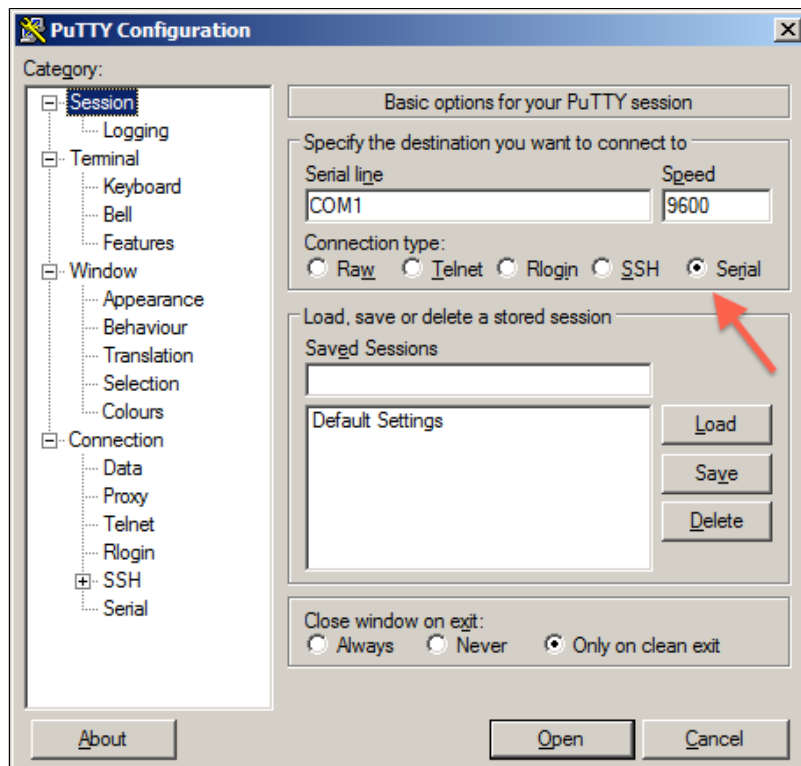 PuTTY Configuration
Category:
Session
Logging
Terminal
Keyboard
Bell
Features
Window
Appearance
Behaviour
Translation
Selection
Colours
Connection
Data
Proxy
Telnet
Rlogin
SSH
Serial
Basic options for your PuTTY session
Specify the destination you want to connect to
Serial line Speed
COM1 9600
Connection type:
Raw Telnet Rlogin SSH Serial
Load, save or delete a stored session
Saved Sessions
Default Settings
Load
Save
Delete
Close window on exit:
Always Never Only on clean exit
About Open Cancel